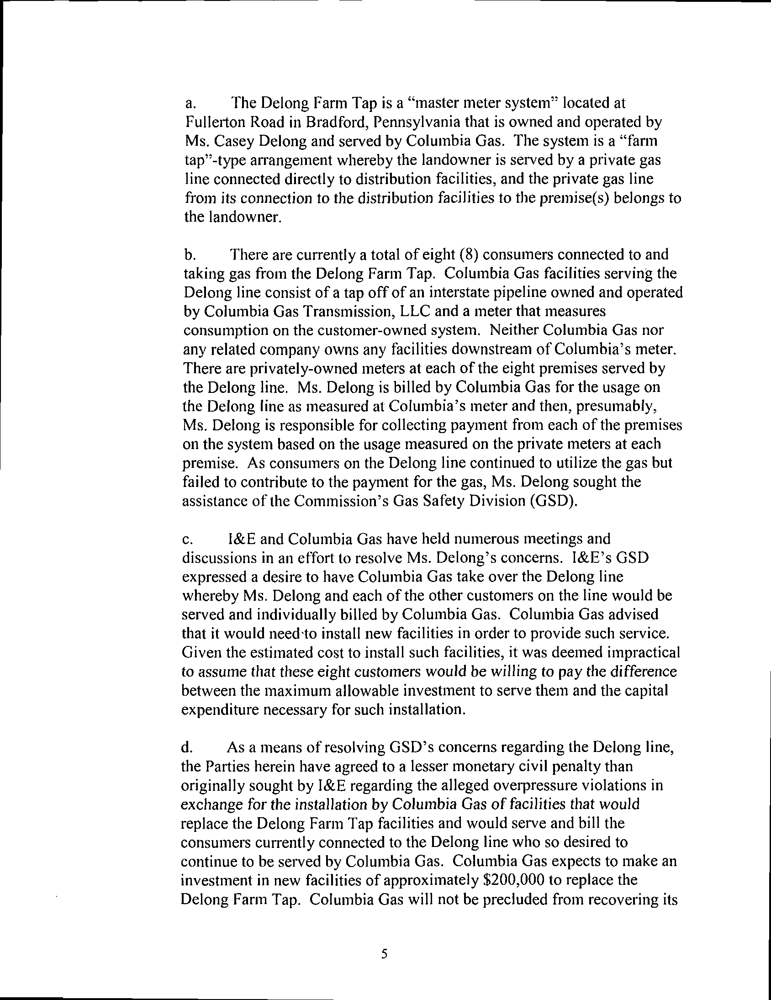 a. The Delong Farm Tap is a “master meter system” located at
Fullerton Road in Bradford, Pennsylvania that is owned and operated by
Ms. Casey Delong and served by Columbia Gas. The system is a “farm
tap”-type arrangement whereby the landowner is served by a private gas
line connected directly to distribution facilities, and the private gas line
from its connection to the distribution facilities to the premise(s) belongs to
the landowner.
b. There are currently a total of eight (8) consumers connected to and
taking gas from the Delong Farm Tap. Columbia Gas facilities serving the
Delong line consist of a tap off of an interstate pipeline owned and operated
by Columbia Gas Transmission, LLC and a meter that measures
consumption on the customer-owned system. Neither Columbia Gas nor
any related company owns any facilities downstream of Columbia’s meter.
There are privately-owned meters at each of the eight premises served by
the Delong line. Ms. Delong is billed by Columbia Gas for the usage on
the Delong line as measured at Columbia’s meter and then, presumably,
Ms. Delong is responsible for collecting payment from each of the premises
on the system based on the usage measured on the private meters at each
premise. As consumers on the Delong line continued to utilize the gas but
failed to contribute to the payment for the gas, Ms. Delong sought the
assistance of the Commission’s Gas Safety Division (GSD).
c. I&E and Columbia Gas have held numerous meetings and
discussions in an effort to resolve Ms. Delong’s concerns. I&E’s GSD
expressed a desire to have Columbia Gas take over the Delong line
whereby Ms. Delong and each of the other customers on the line would be
served and individually billed by Columbia Gas. Columbia Gas advised
that it would need to install new facilities in order to provide such service.
Given the estimated cost to install such facilities, it was deemed impractical
to assume that these eight customers would be willing to pay the difference
between the maximum allowable investment to serve them and the capital
expenditure necessary for such installation.
d. As a means of resolving GSD’s concerns regarding the Delong line,
the Parties herein have agreed to a lesser monetary civil penalty than
originally sought by I&E regarding the alleged overpressure violations in
exchange for the installation by Columbia Gas of facilities that would
replace the Delong Farm Tap facilities and would serve and bill the
consumers currently connected to the Delong line who so desired to
continue to be served by Columbia Gas. Columbia Gas expects to make an
investment in new facilities of approximately $200,000 to replace the
Delong Farm Tap. Columbia Gas will not be precluded from recovering its
5